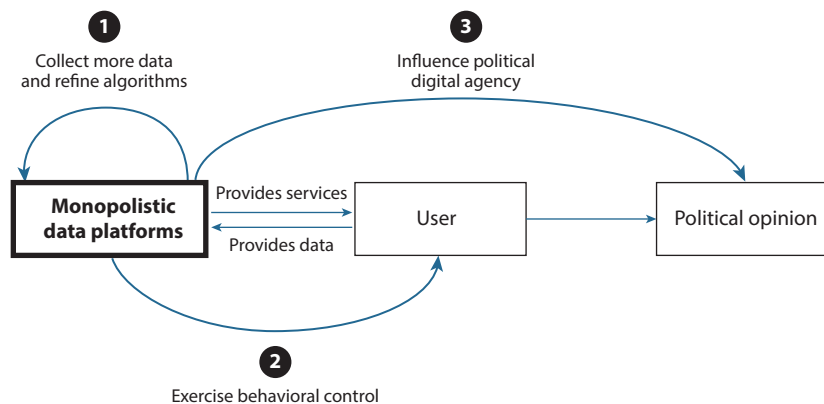 1
Collect more data
and refine algorithms
3
Influence political
digital agency
Monopolistic
data platforms
Provides services
Provides data
User
Political opinion
2
Exercise behavioral control